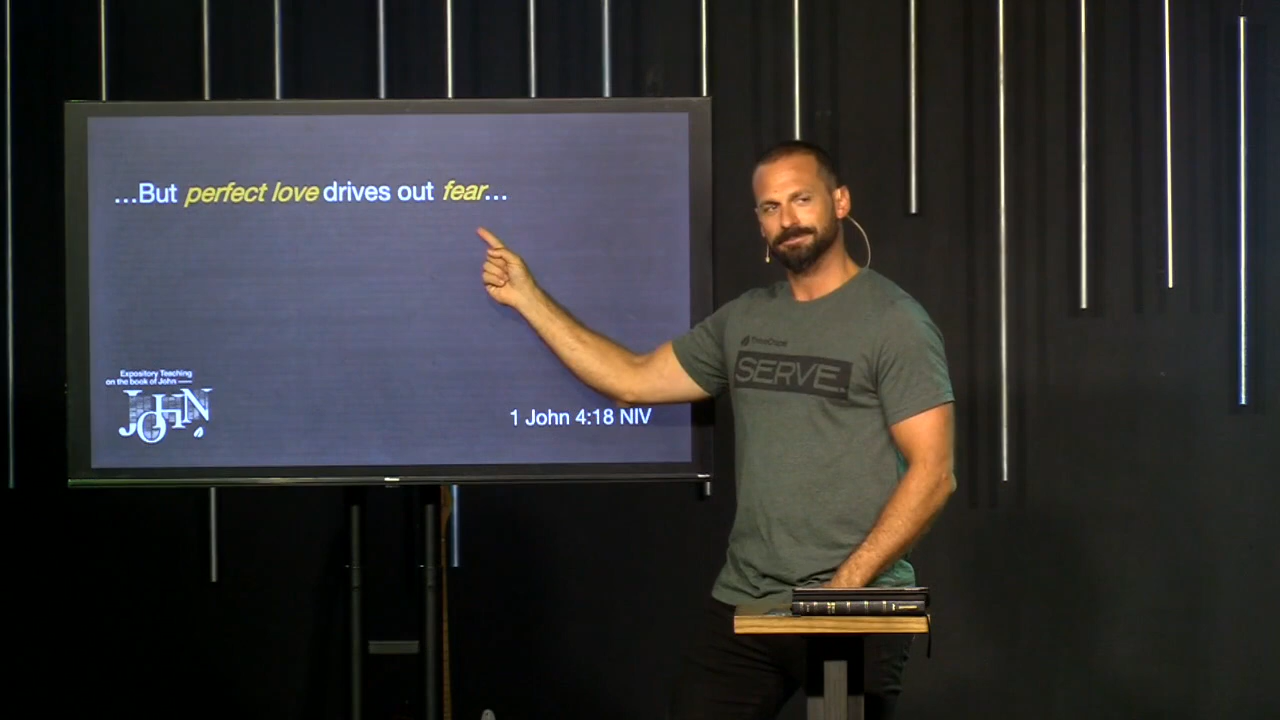 ...But perfect love drives out fear...
Expository Teaching
on the book of John
JOHN
1 John 4:18 NIV
SERVE.